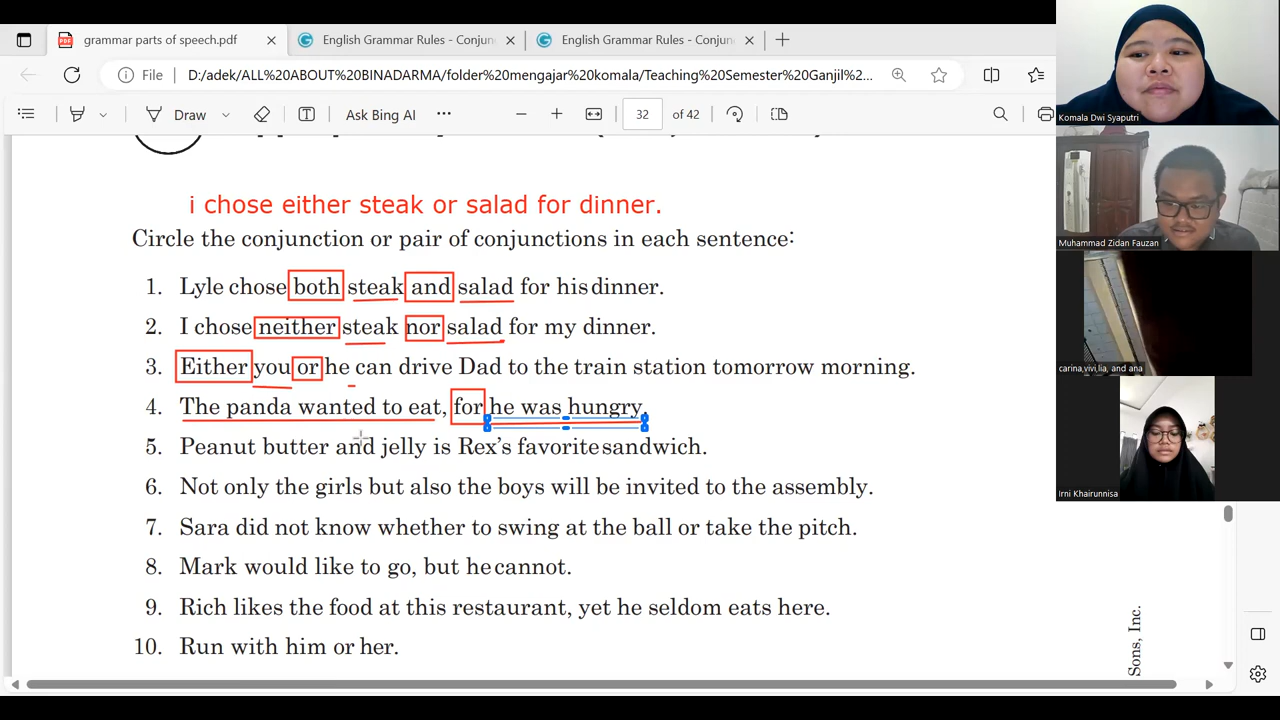 grammar parts of speech.pdf
English Grammar Rules - Conjun
English Grammar Rules - Conjun
File
D:/adek/ALL%20ABOUT%20BINADARMA/folder%20mengajar%20komala/Teaching%20Semester%20Ganjil%2...
Draw
Ask Bing AI
32 of 42
i chose either steak or salad for dinner.
Circle the conjunction or pair of conjunctions in each sentence:
1. Lyle chose both steak and salad for his dinner.
2. I chose neither steak nor salad for my dinner.
3. Either you or he can drive Dad to the train station tomorrow morning.
4. The panda wanted to eat, for he was hungry.
5. Peanut butter and jelly is Rex’s favorite sandwich.
6. Not only the girls but also the boys will be invited to the assembly.
7. Sara did not know whether to swing at the ball or take the pitch.
8. Mark would like to go, but he cannot.
9. Rich likes the food at this restaurant, yet he seldom eats here.
10. Run with him or her.
Sons, Inc.
Komala Dwi Syaputri
Muhammad Zidan Fauzan
carina,vivi,lia, and ana
Irni Khairunnisa